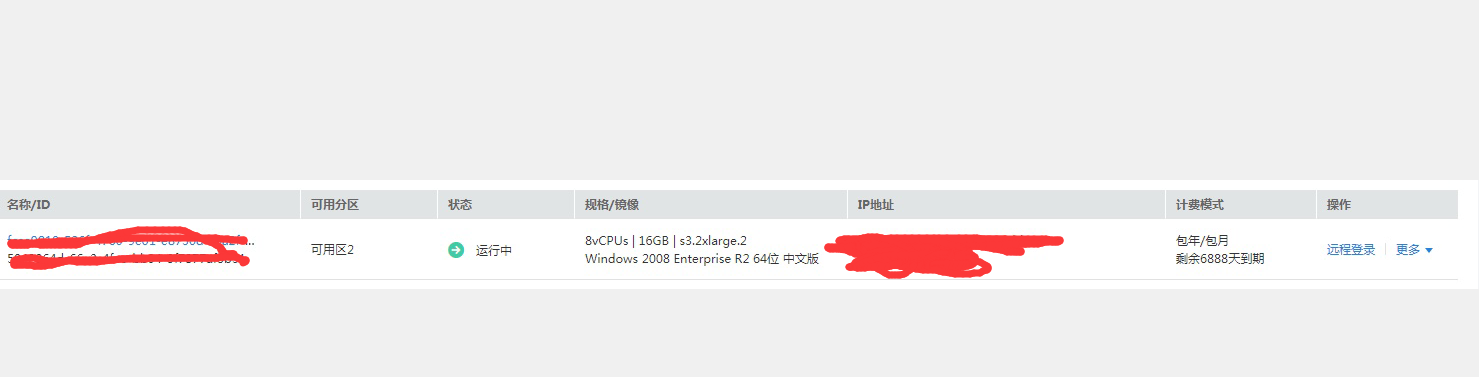 名称/ID 可用分区 状态 规格/镜像 IP地址 计费模式 操作
可用区2
运行中
8vCPUs | 16GB | s3.2xlarge.2
Windows 2008 Enterprise R2 64位 中文版
包年/包月
剩余6888天到期
远程登录 更多